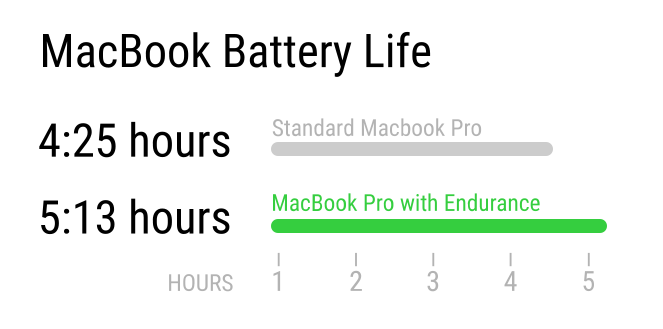 MacBook Battery Life
4:25 hours
Standard Macbook Pro
5:13 hours
MacBook Pro with Endurance
HOURS 1 2 3 4 5